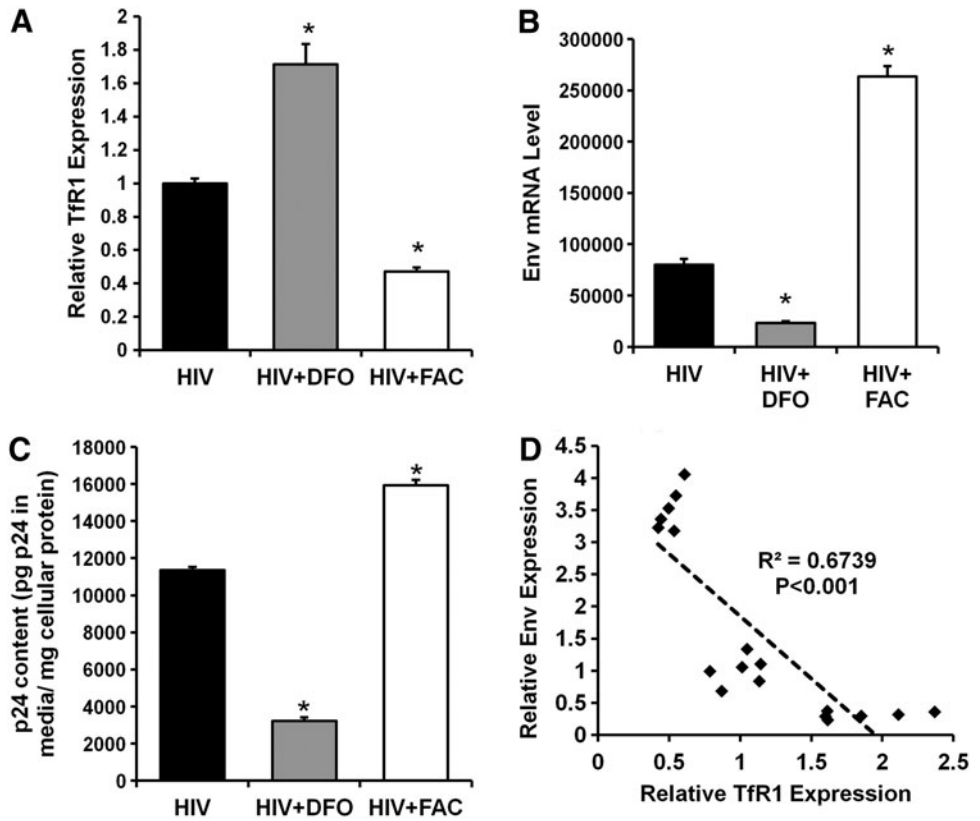 A
Relative TfR1 Expression
2
1.8
1.6
1.4
1.2
1
0.8
0.6
0.4
0.2
0
*
*
HIV
HIV+DFO
HIV+FAC
B
Env mRNA Level
300000
250000
200000
150000
100000
50000
0
*
*
HIV
HIV+
DFO
HIV+
FAC
C
p24 content (pg p24 in
media/ mg cellular protein)
18000
16000
14000
12000
10000
8000
6000
4000
2000
0
*
*
HIV
HIV+DFO
HIV+FAC
D
Relative Env Expression
4.5
4
3.5
3
2.5
2
1.5
1
0.5
0
R² = 0.6739
P<0.001
0
0.5
1
1.5
2
2.5
Relative TfR1 Expression